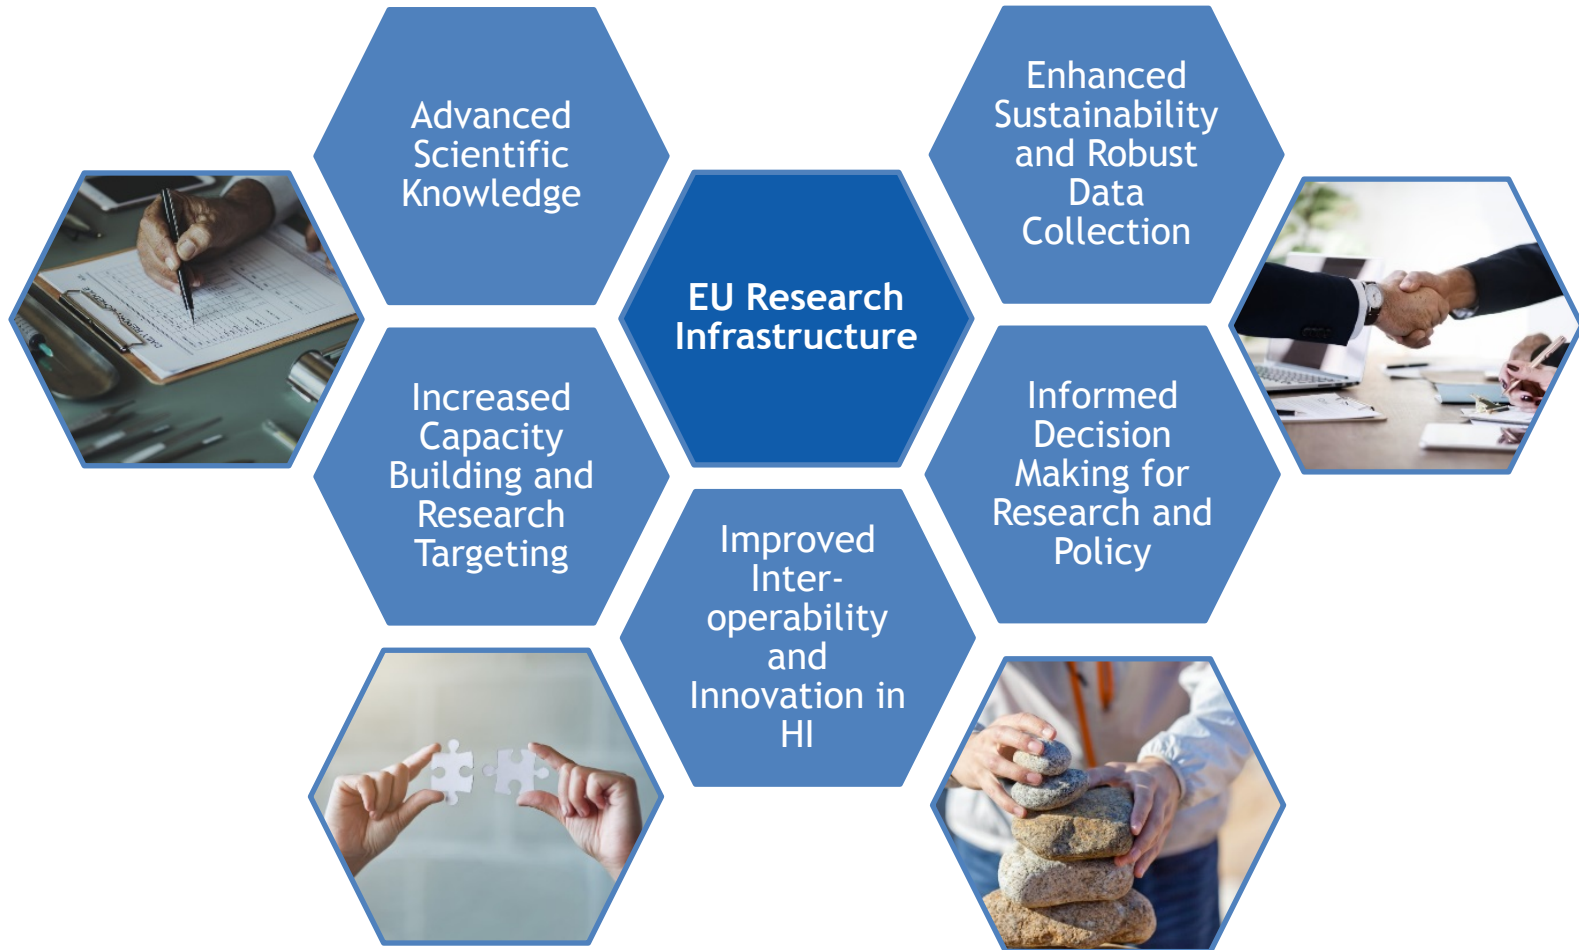 Advanced
Scientific
Knowledge
Enhanced
Sustainability
and Robust
Data
Collection
EU Research
Infrastructure
Increased
Capacity
Building and
Research
Targeting
Informed
Decision
Making for
Research and
Policy
Improved
Inter-
operability
and
Innovation in
HI